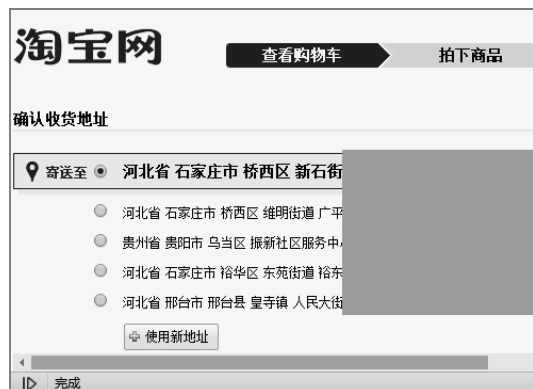 淘宝网
查看购物车 拍下商品
确认收货地址
寄送至 河北省 石家庄市 桥西区 新石街
河北省 石家庄市 桥西区 维明街道 广平
贵州省 贵阳市 乌当区 振新社区服务中
河北省 石家庄市 裕华区 东苑街道 裕东
河北省 邢台市 邢台县 皇寺镇 人民大街
使用新地址
完成